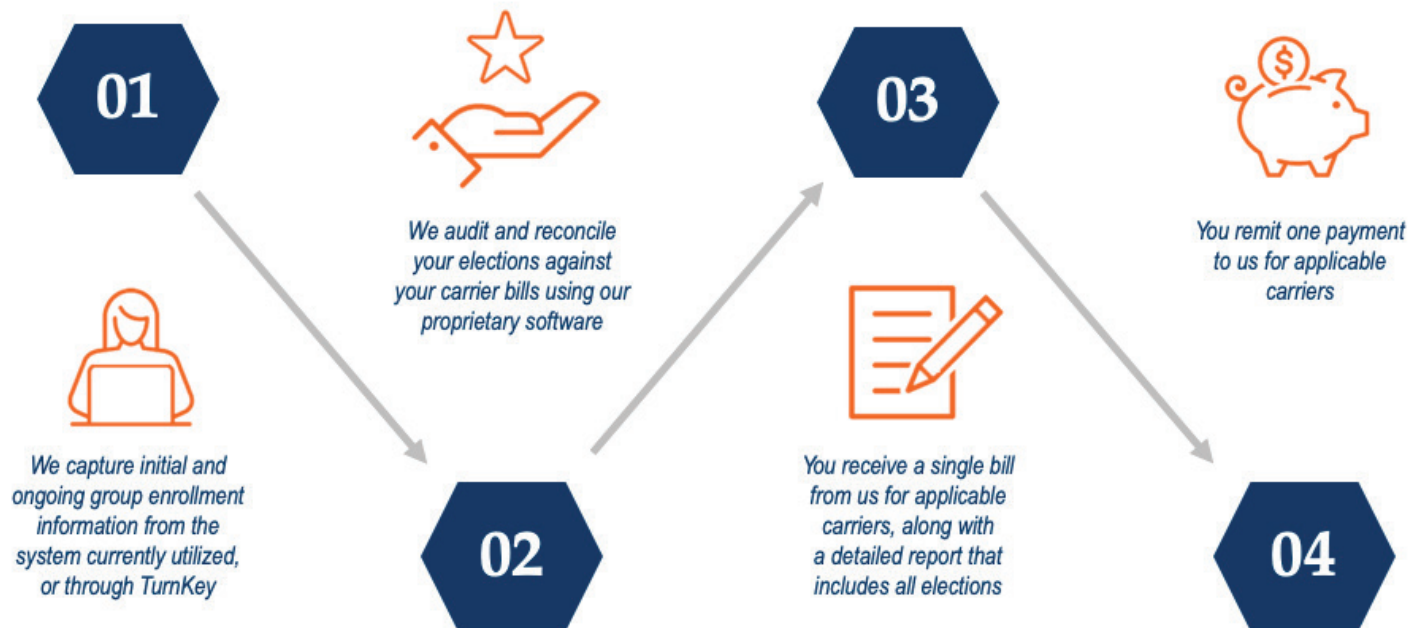 01
We capture initial and
ongoing group enrollment
information from the
system currently utilized,
or through TurnKey
We audit and reconcile
your elections against
your carrier bills using our
proprietary software
02
03
You receive a single bill
from us for applicable
carriers, along with
a detailed report that
includes all elections
$
You remit one payment
to us for applicable
carriers
04